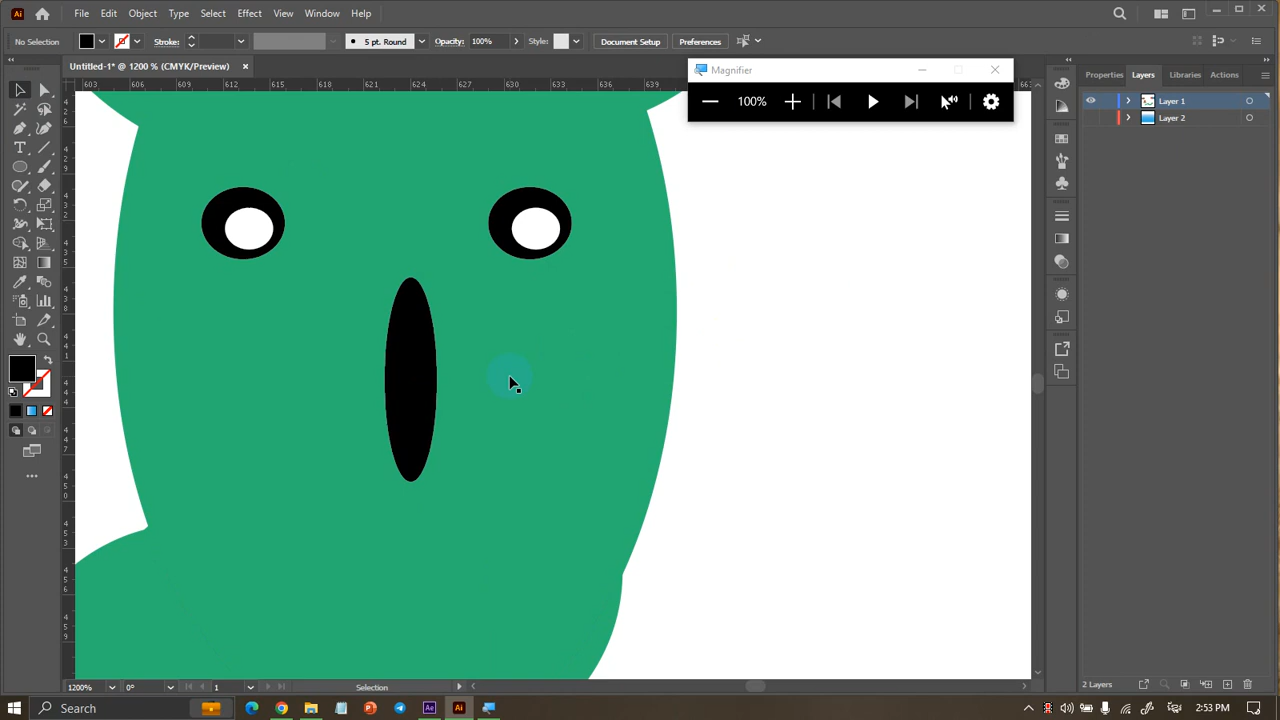 Ai File Edit Object Type Select Effect View Window Help
No Selection Stroke: 5 pt. Round Opacity: 100% Style: Document Setup Preferences
Untitled-1* @ 1200 % (CMYK/Preview) ×
Magnifier
100%
603 606 609 612 615 618 621 624 627 630 633 636 639
Properties Layers Libraries Actions
Layer 1
Layer 2
2 Layers
1200% 0° 1 Selection
Search Ae Ai 2:53 PM